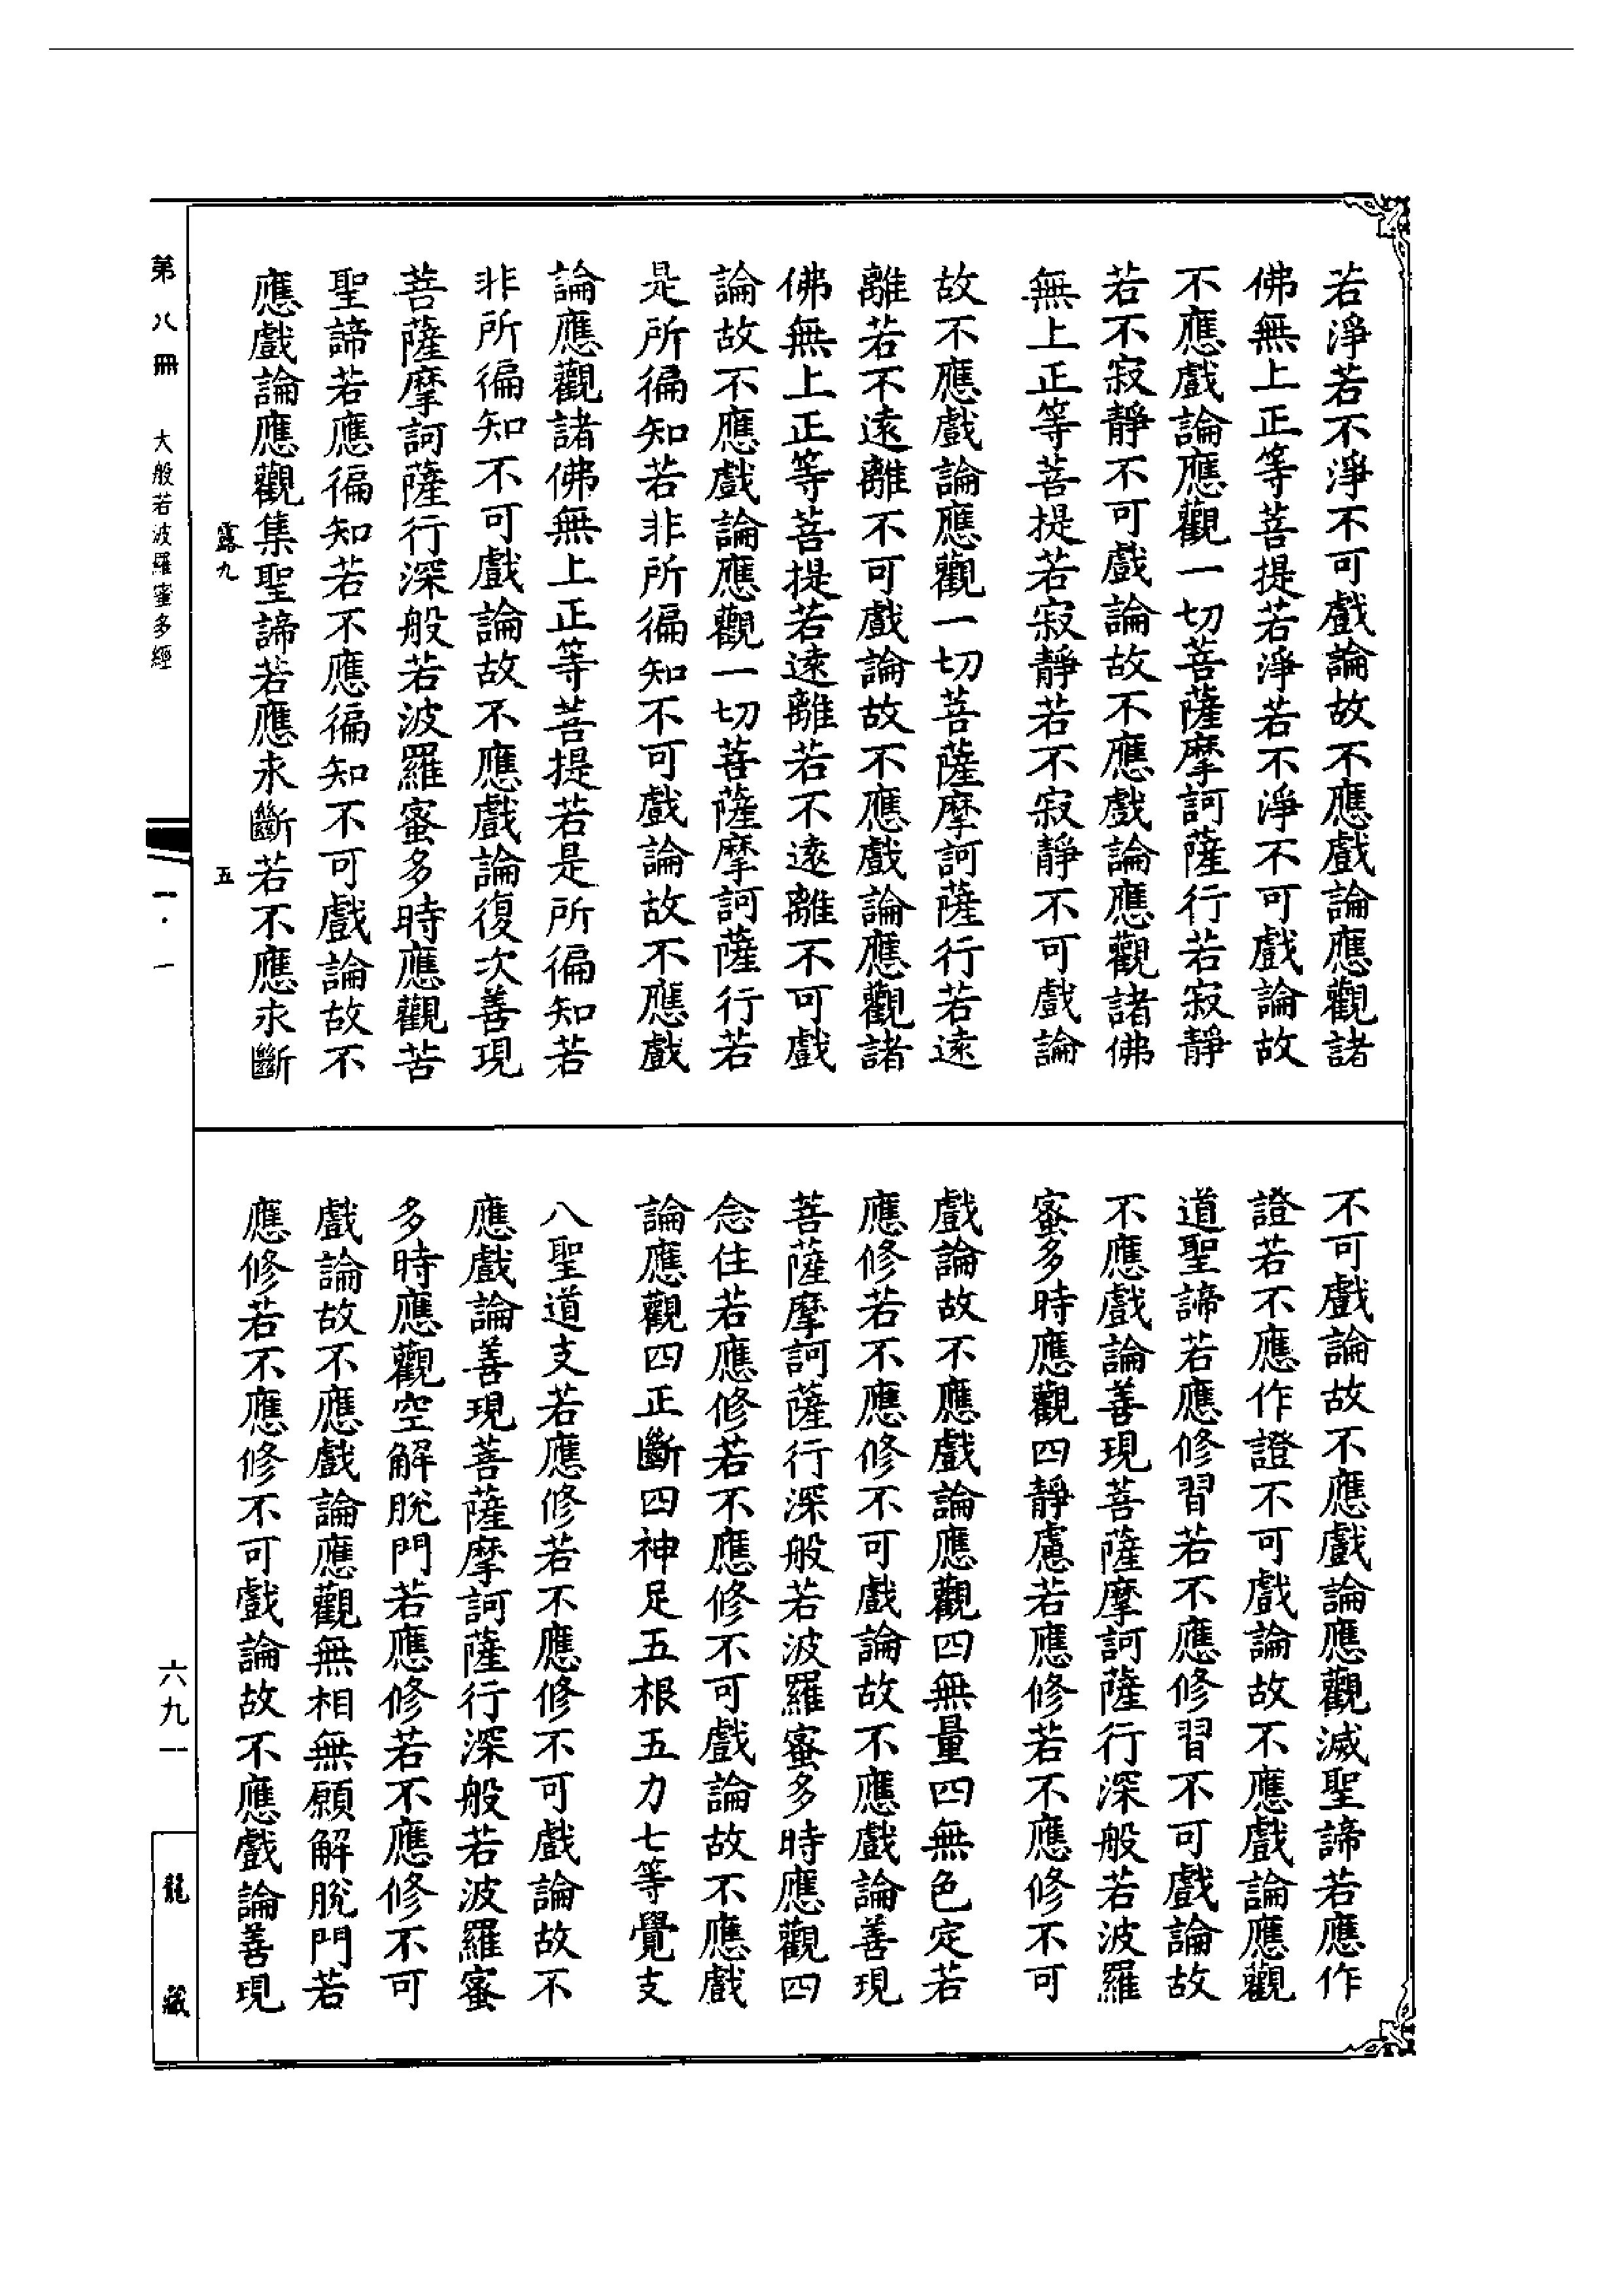 若淨若不淨不可戲論故不應戲論應觀諸
佛無上正等菩提若淨若不淨不可戲論故
不應戲論應觀一切菩薩摩訶薩行若寂靜
若不寂靜不可戲論故不應戲論應觀諸佛
無上正等菩提若寂靜若不寂靜不可戲論
故不應戲論應觀一切菩薩摩訶薩行若遠
離若不遠離不可戲論故不應戲論應觀諸
佛無上正等菩提若遠離若不遠離不可戲
論故不應戲論應觀一切菩薩摩訶薩行若
是所徧知若非所徧知不可戲論故不應戲
論應觀諸佛無上正等菩提若是所徧知若
非所徧知不可戲論故不應戲論復次善現
菩薩摩訶薩行深般若波羅蜜多時應觀苦
聖諦若應徧知若不應徧知不可戲論故不
應戲論應觀集聖諦若應永斷若不應永斷
露九 五
不可戲論故不應戲論應觀滅聖諦若應作
證若不應作證不可戲論故不應戲論應觀
道聖諦若應修習若不應修習不可戲論故
不應戲論善現菩薩摩訶薩行深般若波羅
蜜多時應觀四靜慮若應修若不應修不可
戲論故不應戲論應觀四無量四無色定若
應修若不應修不可戲論故不應戲論善現
菩薩摩訶薩行深般若波羅蜜多時應觀四
念住若應修若不應修不可戲論故不應戲
論應觀四正斷四神足五根五力七等覺支
八聖道支若應修若不應修不可戲論故不
應戲論善現菩薩摩訶薩行深般若波羅蜜
多時應觀空解脫門若應修若不應修不可
戲論故不應戲論應觀無相無願解脫門若
應修若不應修不可戲論故不應戲論善現
第八冊 大般若波羅蜜多經 一·一 六九一 龍藏